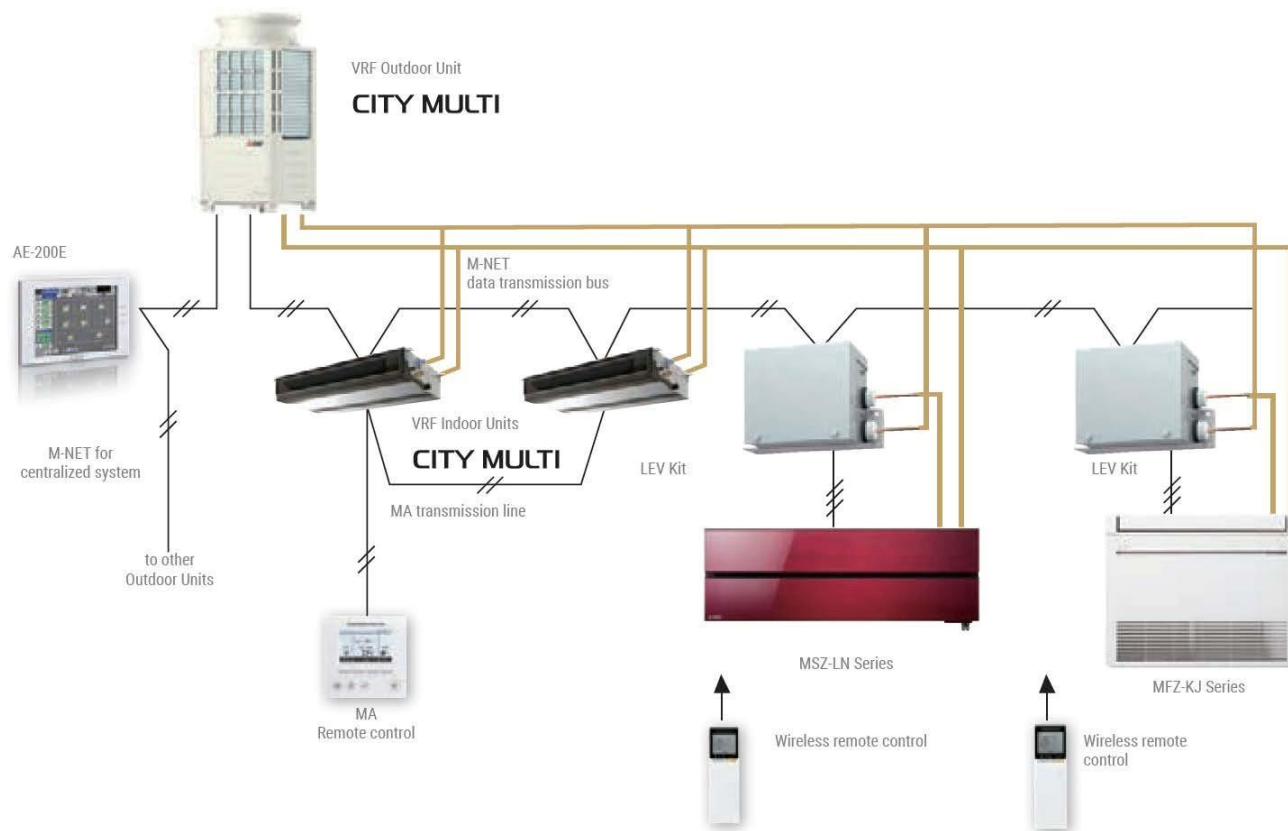 VRF Outdoor Unit
CITY MULTI
AE-200E
M-NET
data transmission bus
VRF Indoor Units
CITY MULTI
M-NET for
centralized system
LEV Kit
LEV Kit
MA transmission line
to other
Outdoor Units
MSZ-LN Series
MFZ-KJ Series
MA
Remote control
Wireless remote control
Wireless remote
control